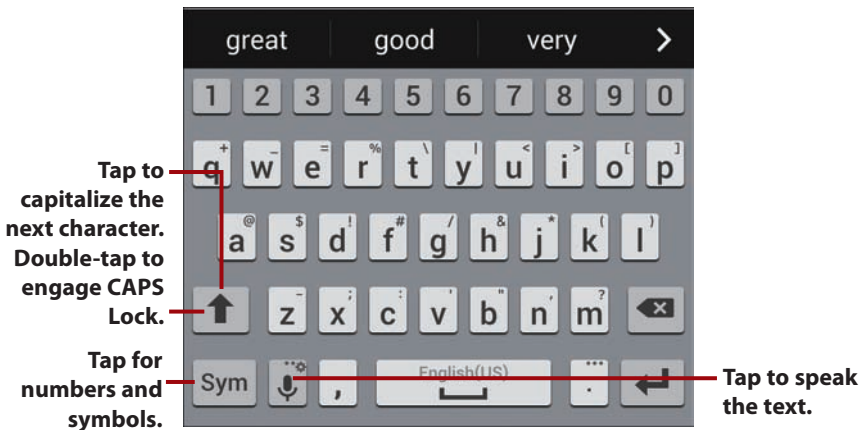 great good very >
1 2 3 4 5 6 7 8 9 0
+ _ = % \ | < > [ ]
q w e r t y u i o p
@ $ ! # / & * ( )
a s d f g h j k l
- ; : ' " , ?
z x c v b n m
Sym , English(US) .
Tap to
capitalize the
next character.
Double-tap to
engage CAPS
Lock.
Tap for
numbers and
symbols.
Tap to speak
the text.